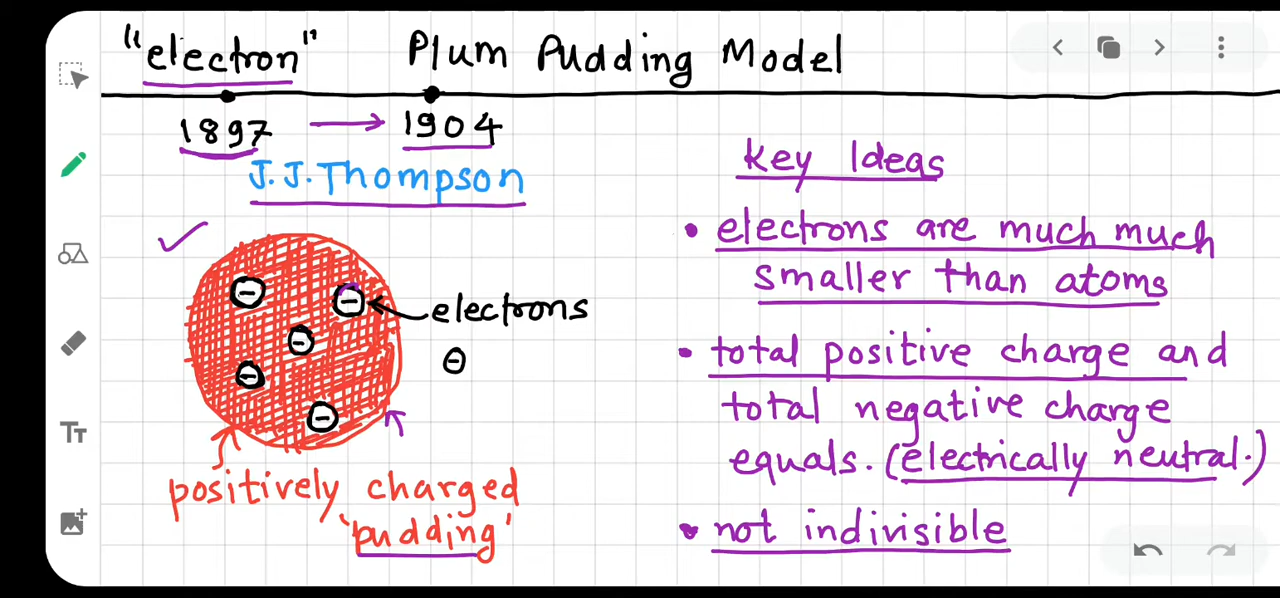 "electron" Plum Pudding Model
1897 → 1904
J.J.Thompson
electrons
⊖
positively charged
'pudding'
Key Ideas
• electrons are much much
smaller than atoms
• total positive charge and
total negative charge
equals. (electrically neutral.)
• not indivisible
TT